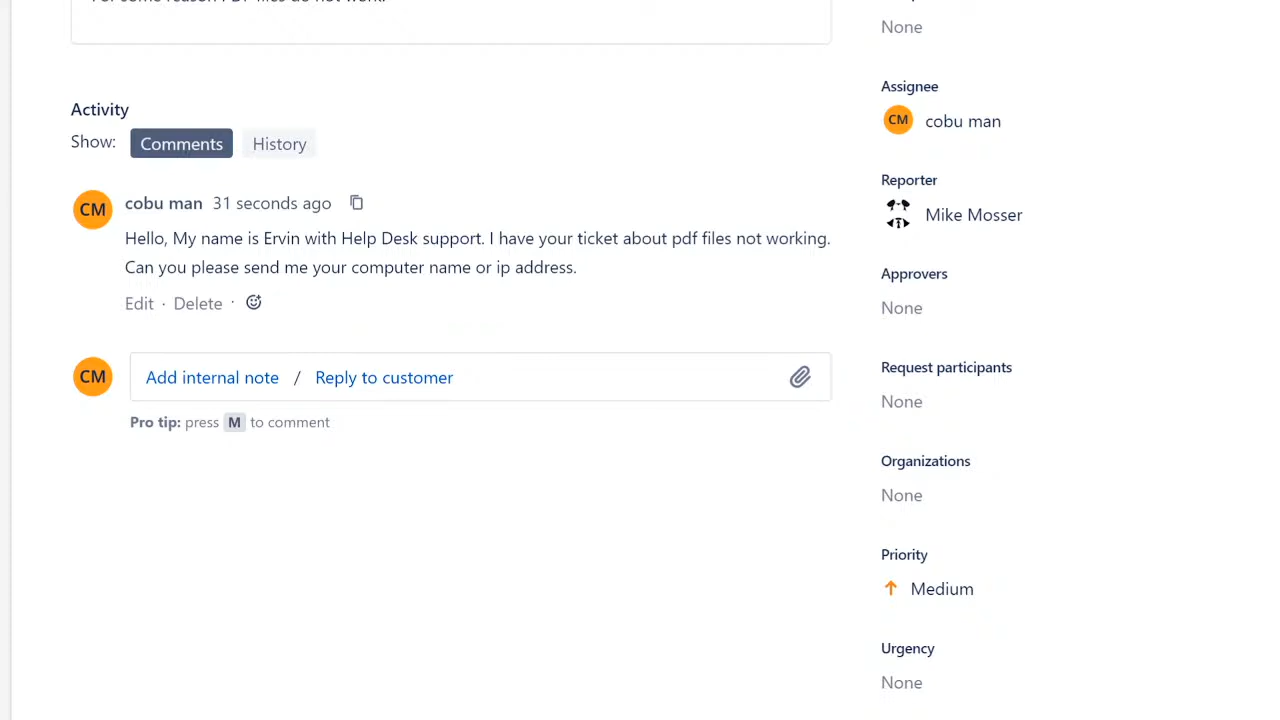 None
Activity
Show: Comments History
CM cobu man 31 seconds ago
Hello, My name is Ervin with Help Desk support. I have your ticket about pdf files not working.
Can you please send me your computer name or ip address.
Edit · Delete ·
CM Add internal note / Reply to customer
Pro tip: press M to comment
Assignee
CM cobu man
Reporter
Mike Mosser
Approvers
None
Request participants
None
Organizations
None
Priority
Medium
Urgency
None